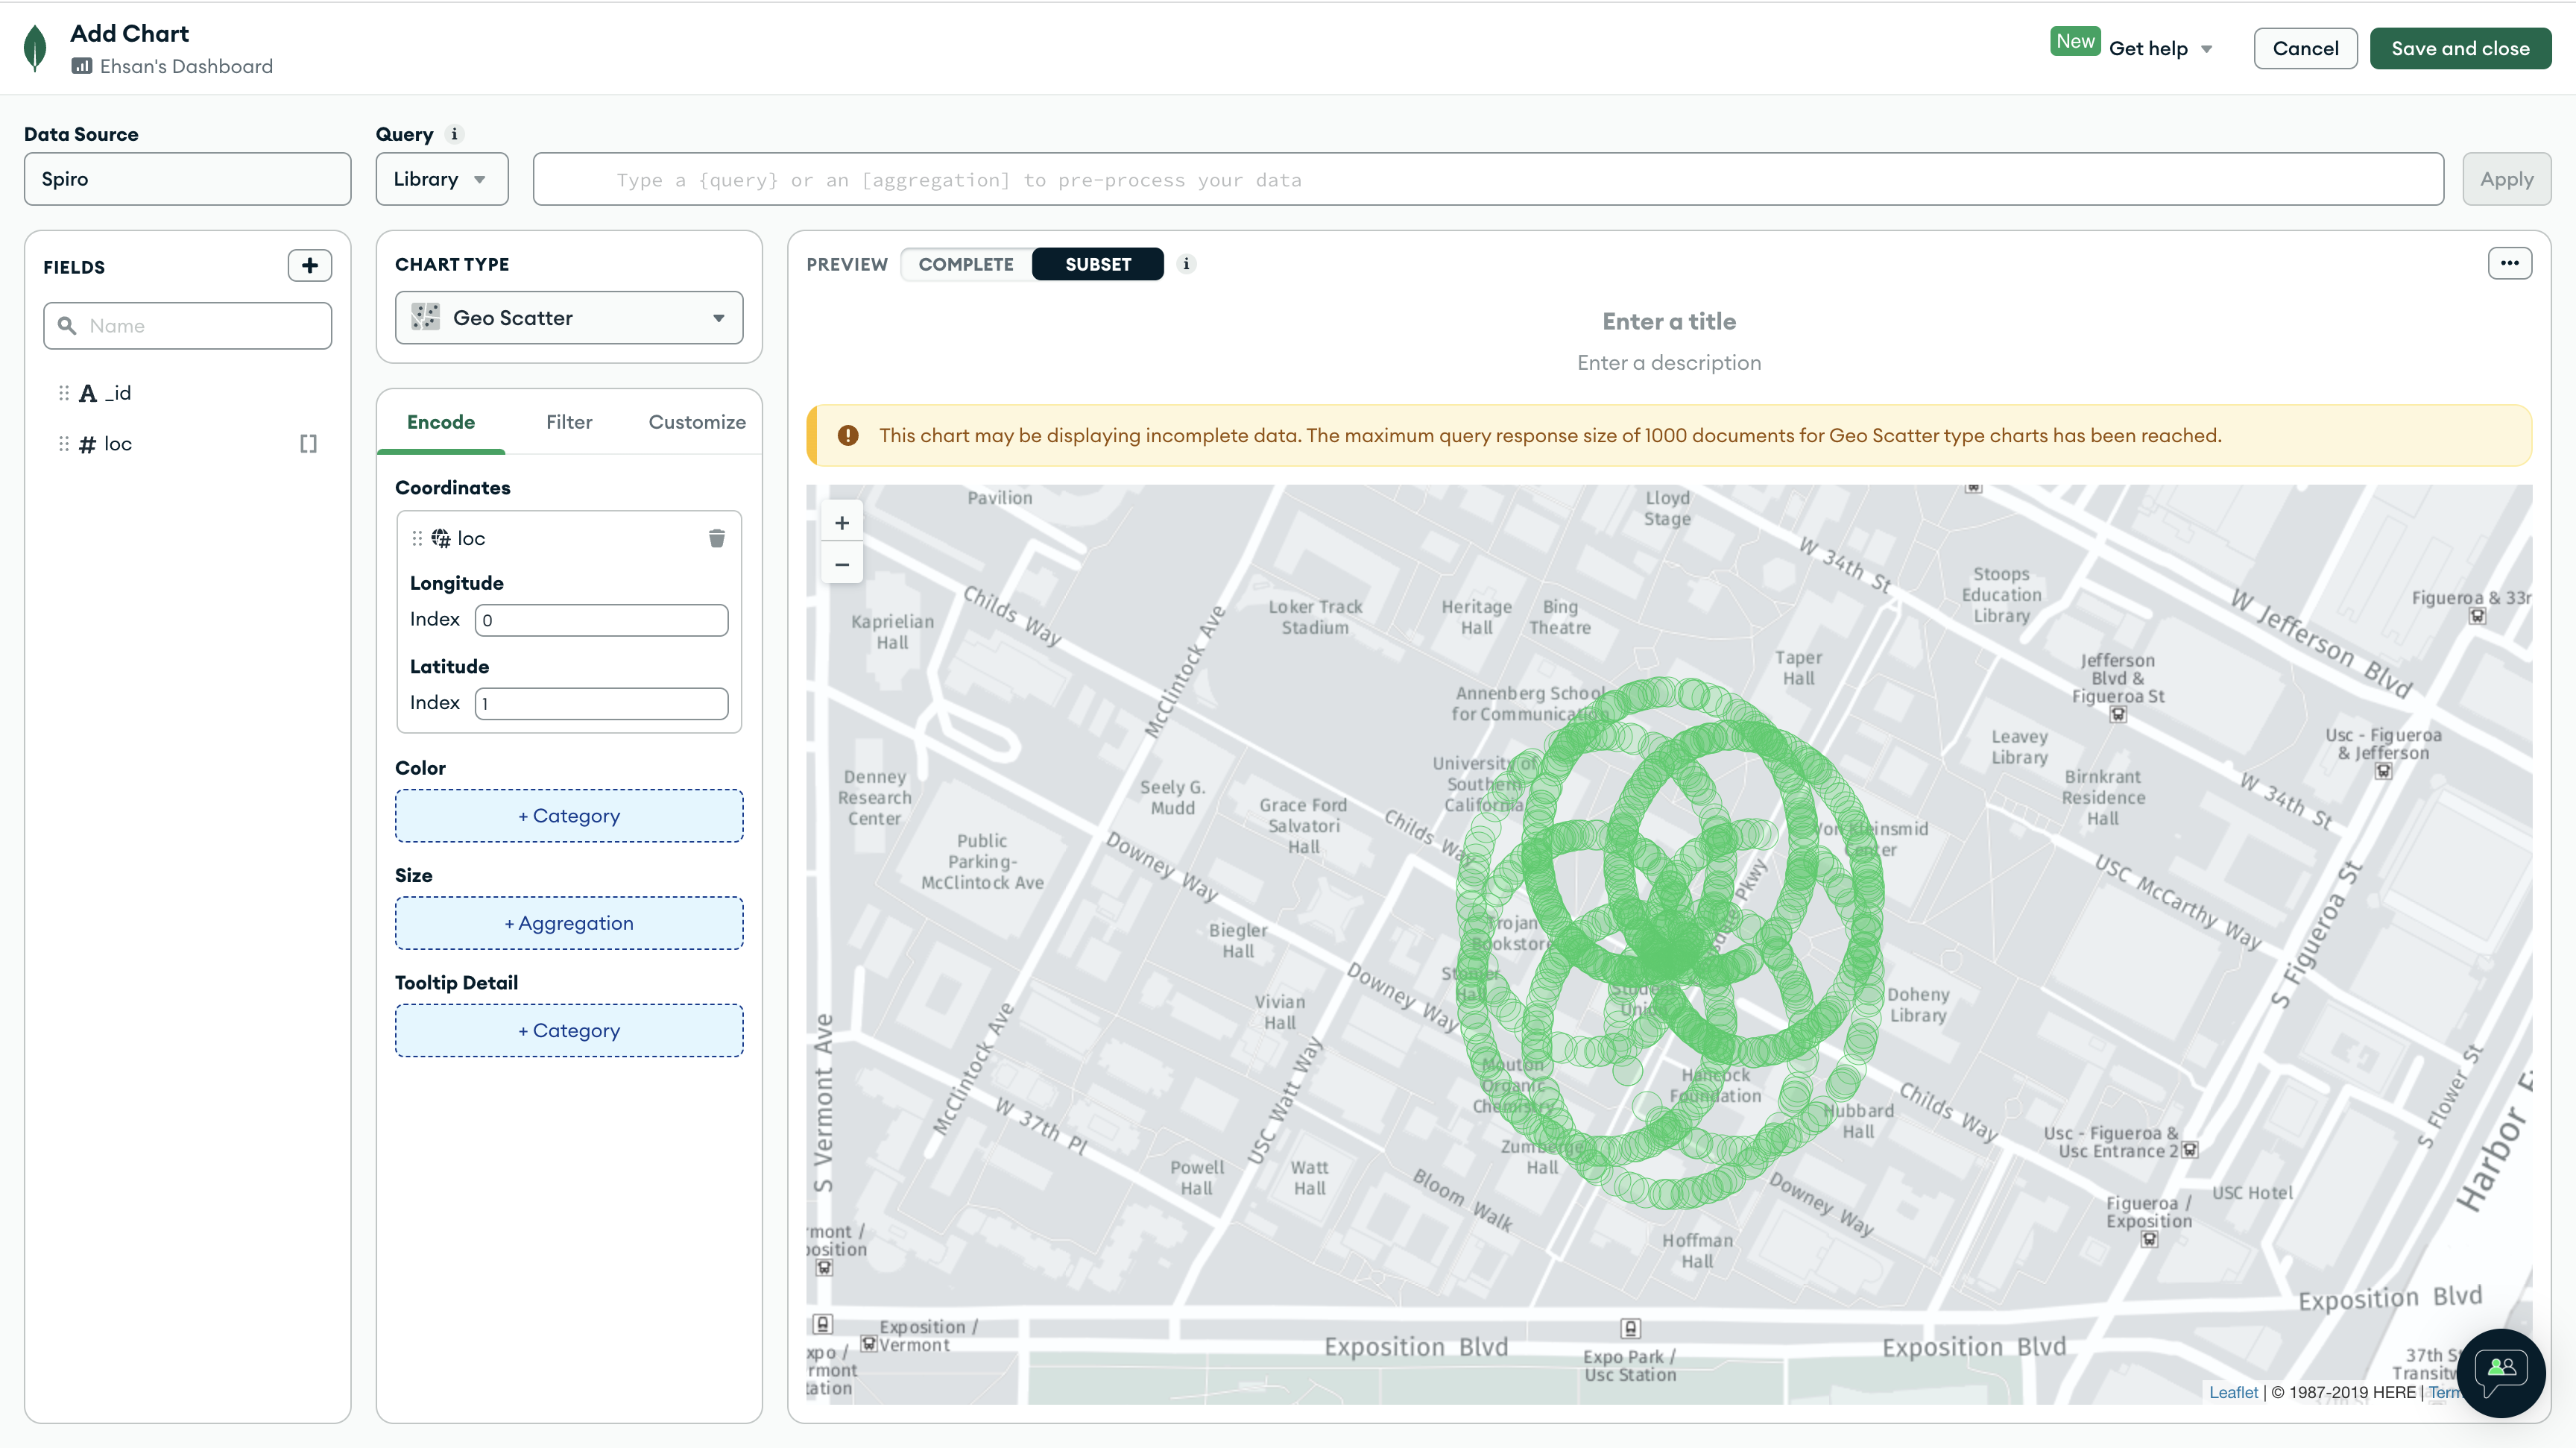 Add Chart
Ehsan's Dashboard
New
Get help
Cancel
Save and close
Data Source
Query
Spiro
Library
Type a {query} or an [aggregation] to pre-process your data
Apply
FIELDS
Name
_id
loc
CHART TYPE
Geo Scatter
Encode
Filter
Customize
Coordinates
loc
Longitude
Index
0
Latitude
Index
1
Color
+ Category
Size
+ Aggregation
Tooltip Detail
+ Category
PREVIEW
COMPLETE
SUBSET
Enter a title
Enter a description
This chart may be displaying incomplete data. The maximum query response size of 1000 documents for Geo Scatter type charts has been reached.
+
−
Pavilion
Lloyd
Stage
W 34th St
Stoops
Education
Library
W Jefferson Blvd
Figueroa & 33r
Childs Way
Kaprielian
Hall
McClintock Ave
Loker Track
Stadium
Heritage
Hall
Bing
Theatre
Taper
Hall
Jefferson
Blvd &
Figueroa St
Annenberg School
for Communication
Leavey
Library
Usc - Figueroa
& Jefferson
University of
Southern
California
Birnkrant
Residence
Hall
W 34th St
Denney
Research
Center
Seely G.
Mudd
Grace Ford
Salvatori
Hall
Childs Way
Von Kleinsmid
Center
Public
Parking-
McClintock Ave
Downey Way
USC McCarthy Way
S Figueroa St
Pkwy
Biegler
Hall
Trojan
Bookstore
Downey Way
Hall
Student
Union
Vivian
Hall
Doheny
Library
S Vermont Ave
McClintock Ave
USC Watt Way
Mouton
Organic
Chemistry
Hancock
Foundation
Hubbard
Hall
Childs Way
S Flower St
W 37th Pl
Zumberge
Hall
Usc - Figueroa &
Usc Entrance 2
Harbor F
Powell
Hall
Watt
Hall
Bloom Walk
Downey Way
USC Hotel
Figueroa /
Exposition
rmont /
position
Hoffman
Hall
Exposition Blvd
Exposition /
Vermont
Exposition Blvd
Exposition Blvd
xpo /
rmont
tation
Expo Park /
Usc Station
37th S
Transitw
Leaflet | © 1987-2019 HERE | Term